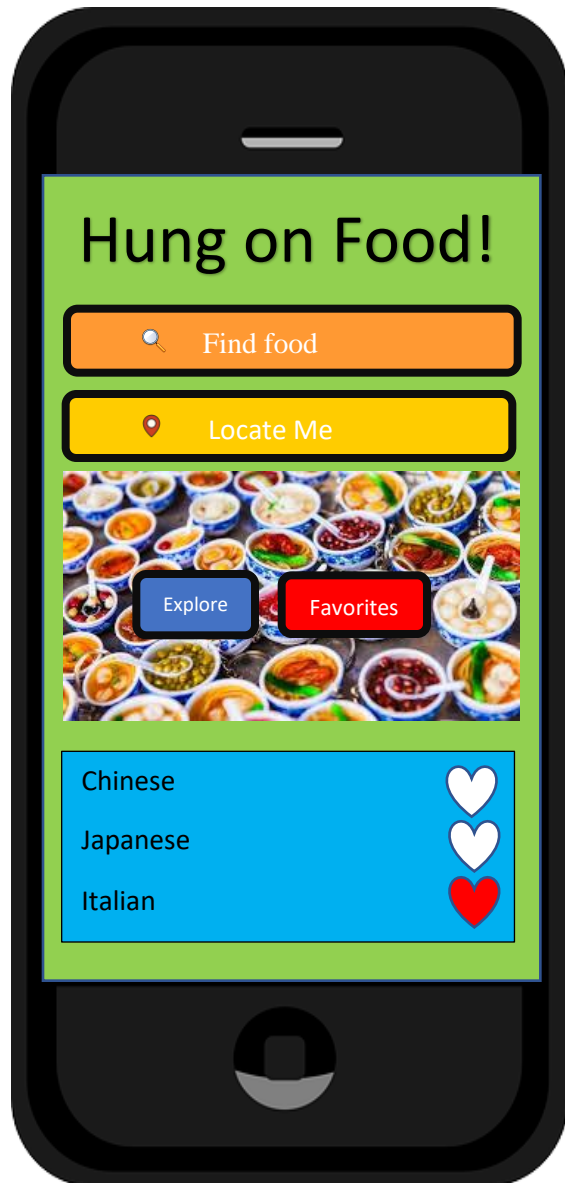 Hung on Food!
Find food
Locate Me
Explore
Favorites
Chinese
Japanese
Italian